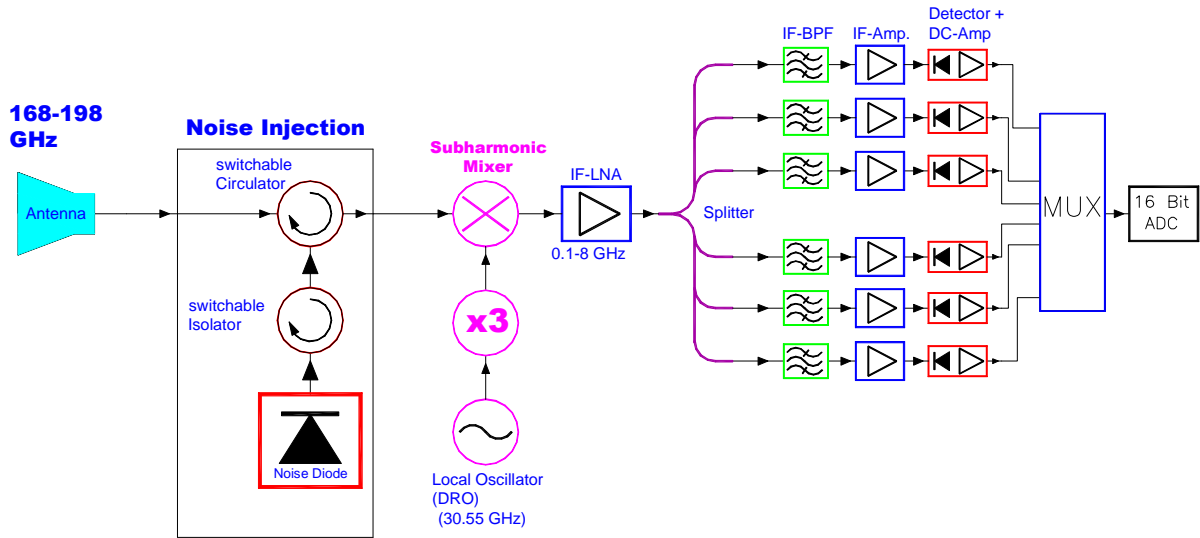 168-198
GHz
Antenna
Noise Injection
switchable
Circulator
switchable
Isolator
Noise Diode
Subharmonic
Mixer
x3
Local Oscillator
(DRO)
(30.55 GHz)
IF-LNA
0.1-8 GHz
Splitter
IF-BPF
IF-Amp.
Detector +
DC-Amp
MUX
16 Bit
ADC